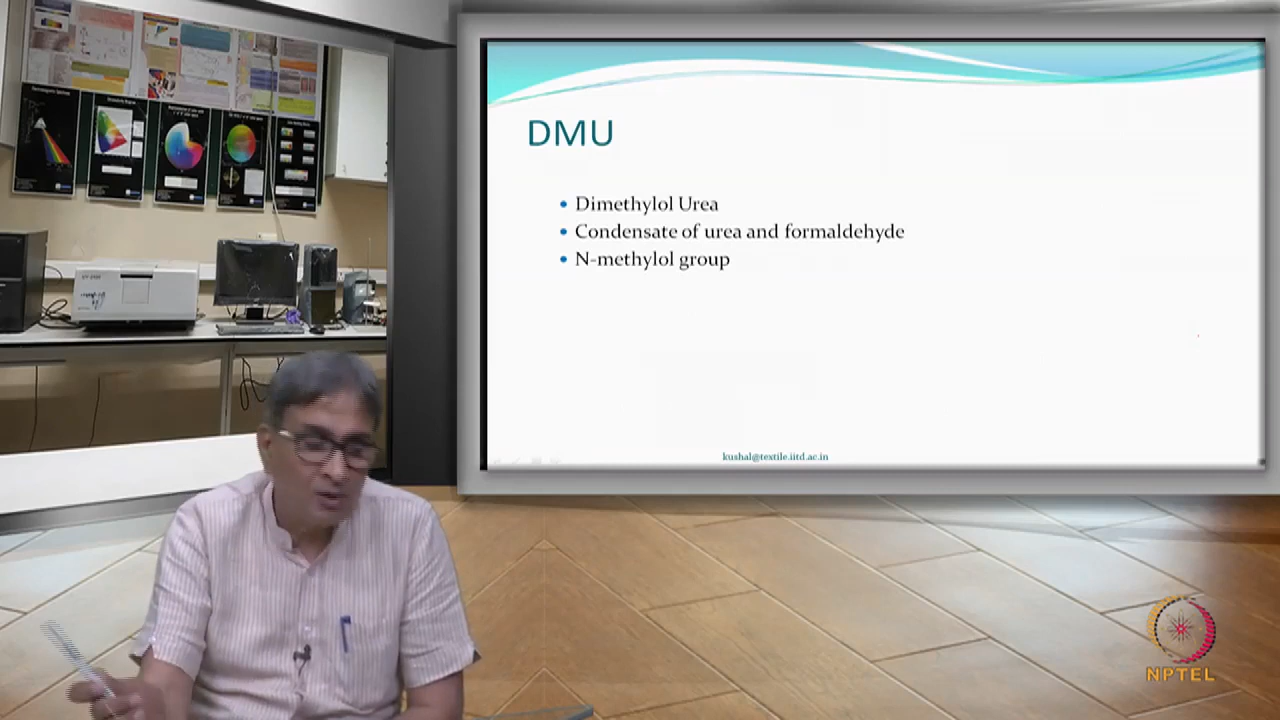 DMU
Dimethylol Urea
Condensate of urea and formaldehyde
N-methylol group
kushal@textile.iitd.ac.in
NPTEL